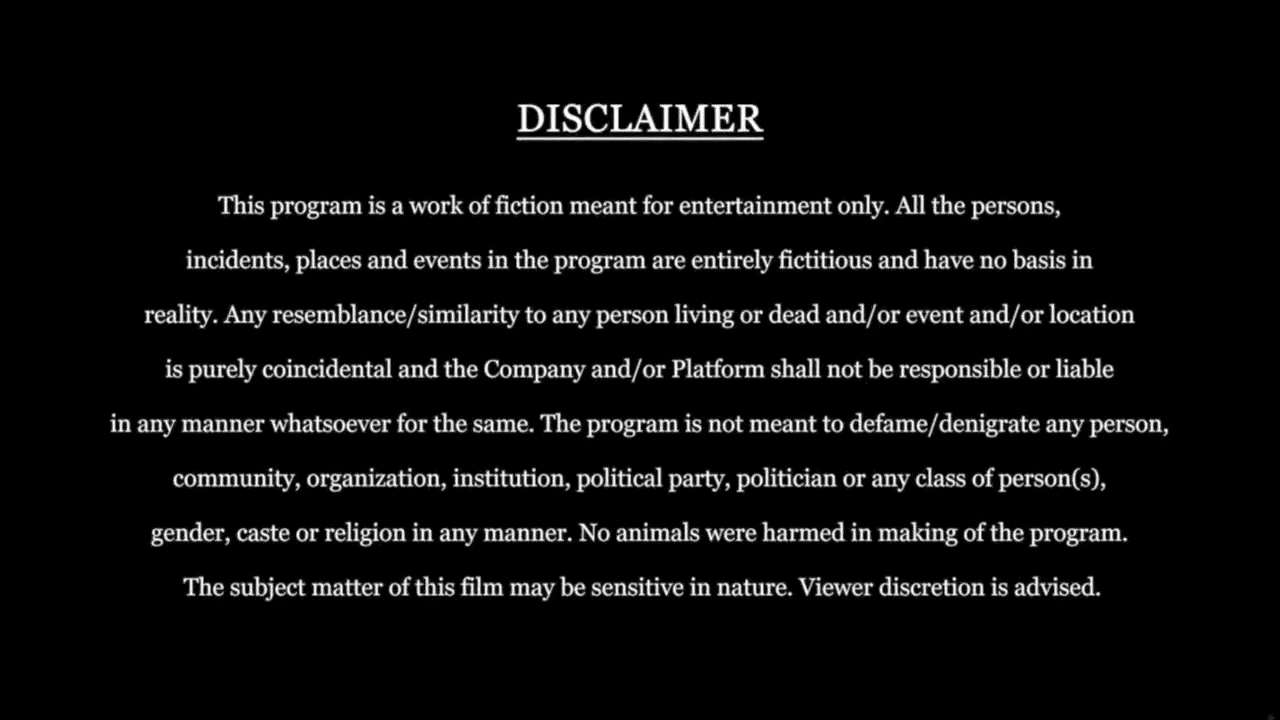 DISCLAIMER
This program is a work of fiction meant for entertainment only. All the persons,
incidents, places and events in the program are entirely fictitious and have no basis in
reality. Any resemblance/similarity to any person living or dead and/or event and/or location
is purely coincidental and the Company and/or Platform shall not be responsible or liable
in any manner whatsoever for the same. The program is not meant to defame/denigrate any person,
community, organization, institution, political party, politician or any class of person(s),
gender, caste or religion in any manner. No animals were harmed in making of the program.
The subject matter of this film may be sensitive in nature. Viewer discretion is advised.